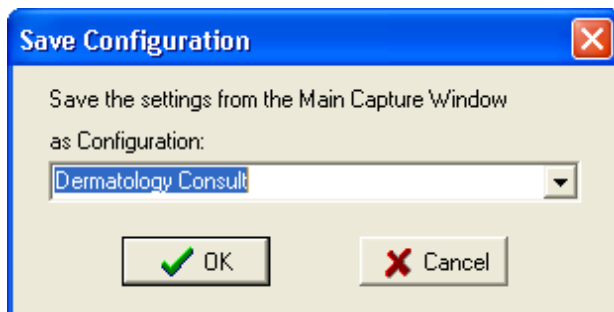 Save Configuration
Save the settings from the Main Capture Window
as Configuration:
Dermatology Consult
OK
Cancel